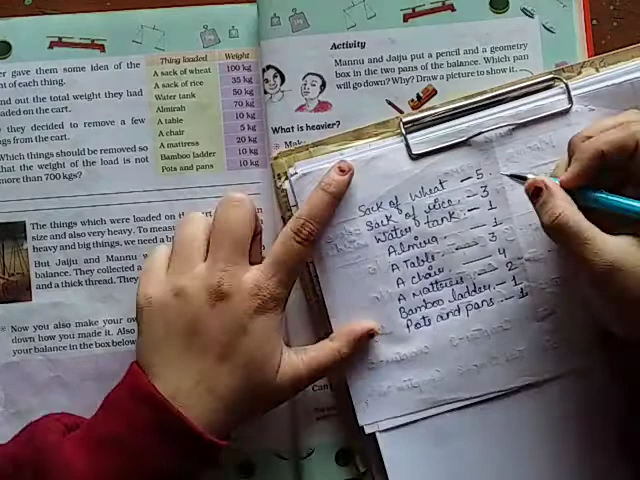 er gave them some idea of the
t of each thing.
nd out the total weight they had
aded on the cart.
they decided to remove a few
gs from the cart.
Which things should be removed so
that the weight of the load is not
more than 700 kgs?
Thing loaded Weight
A sack of wheat 100 kg
A sack of rice 35 kg
Water tank 50 kg
Almirah 70 kg
A table 10 kg
A chair 5 kg
A mattress 20 kg
Bamboo ladder 10 kg
Pots and pans 10 kg
The things which were loaded on t
size and also very heavy. To measu
heavy and big things, we need a b
But Jaiju and Mannu
balance. They collected a
and a thick thread. They
Now you also make your ow
down how you made it. Also
your balance in the box below
Activity
Mannu and Jaiju put a pencil and a geometry
box in the two pans of the balance. Which pan
will go down? Why? Draw a picture to show it.
What is heavier?
Sack of wheat - 5
Sack of rice - 3
Water tank - 1
Almira - 1
A Table - 3
A chair - 4
A mattress - 2
Bamboo ladder - 1
Pots and pans - 1